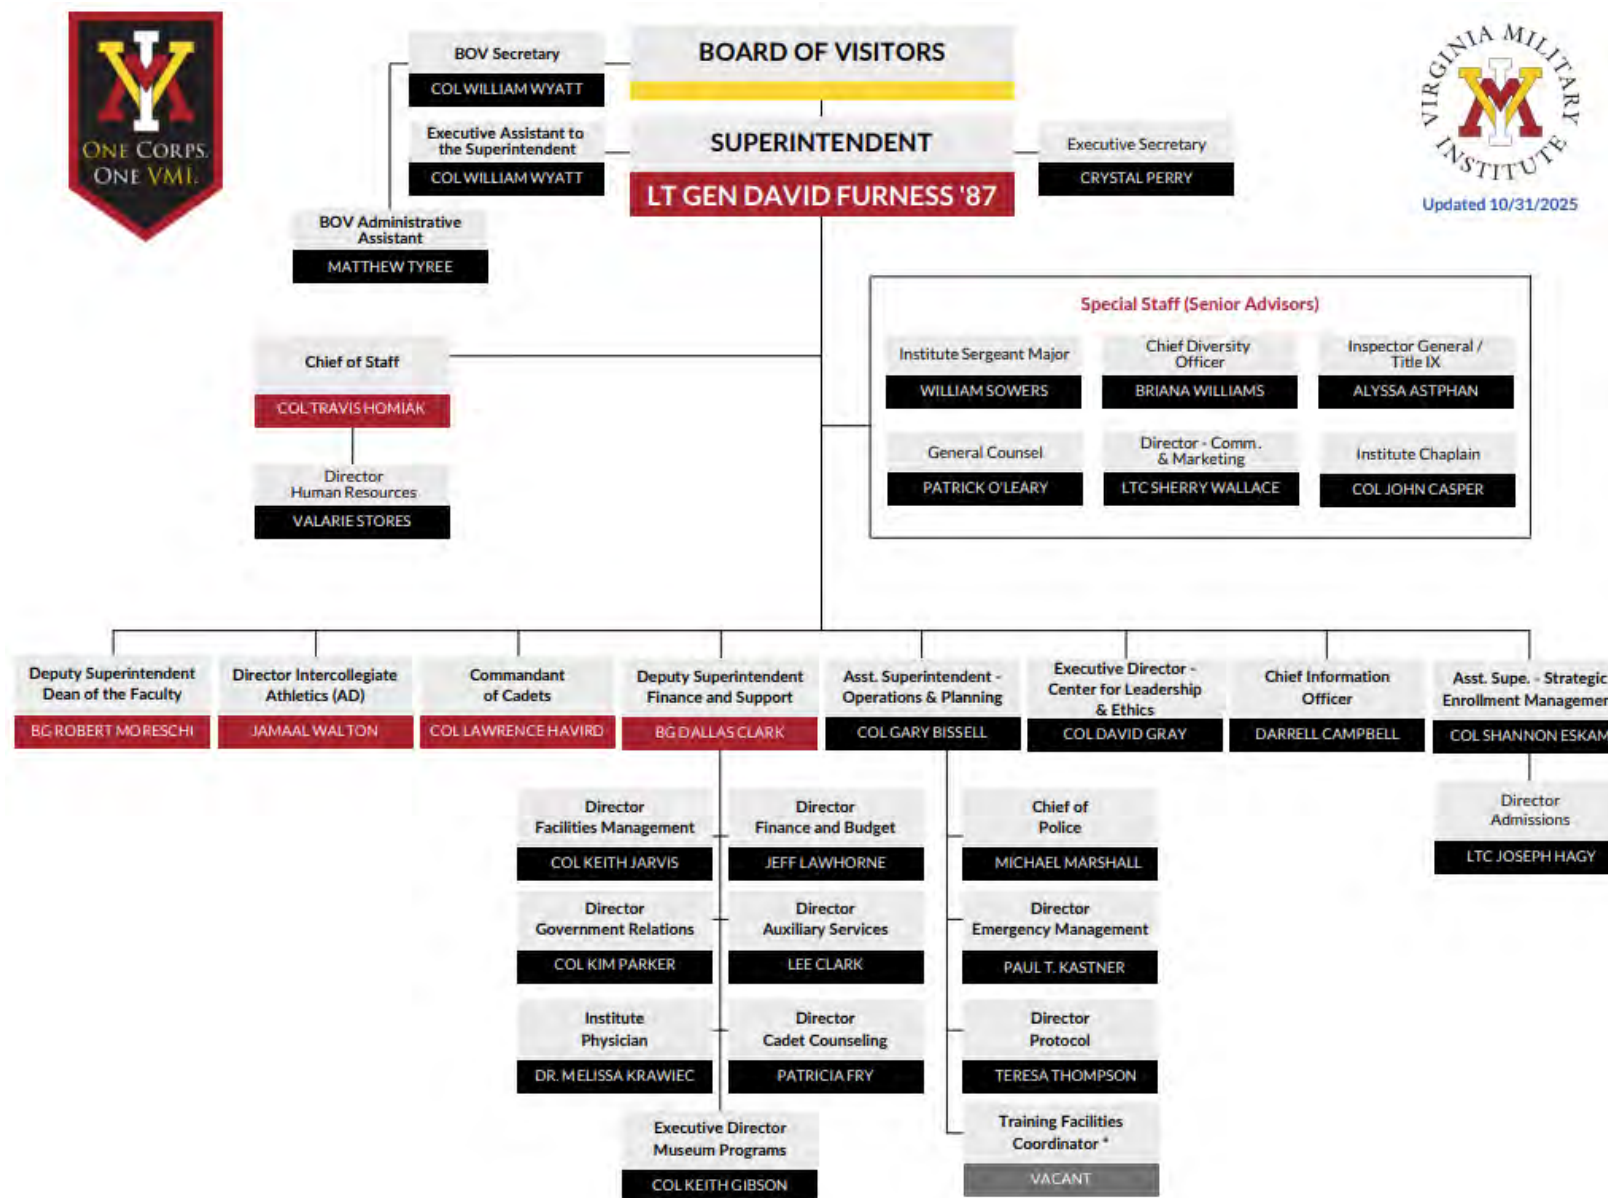 ONE CORPS.
ONE VMI.
BOV Secretary
COL WILLIAM WYATT
BOARD OF VISITORS
Executive Assistant to
the Superintendent
COL WILLIAM WYATT
SUPERINTENDENT
LT GEN DAVID FURNESS '87
Executive Secretary
CRYSTAL PERRY
VIRGINIA MILITARY
INSTITUTE
Updated 10/31/2025
BOV Administrative
Assistant
MATTHEW TYREE
Chief of Staff
COL TRAVIS HOMIAK
Director
Human Resources
VALARIE STORES
Special Staff (Senior Advisors)
Institute Sergeant Major
WILLIAM SOWERS
Chief Diversity
Officer
BRIANA WILLIAMS
Inspector General /
Title IX
ALYSSA ASTPHAN
General Counsel
PATRICK O'LEARY
Director - Comm.
& Marketing
LTC SHERRY WALLACE
Institute Chaplain
COL JOHN CASPER
Deputy Superintendent
Dean of the Faculty
BG ROBERT MORESCHI
Director Intercollegiate
Athletics (AD)
JAMAAL WALTON
Commandant
of Cadets
COL LAWRENCE HAVIRD
Deputy Superintendent
Finance and Support
BG DALLAS CLARK
Asst. Superintendent -
Operations & Planning
COL GARY BISSELL
Executive Director -
Center for Leadership
& Ethics
COL DAVID GRAY
Chief Information
Officer
DARRELL CAMPBELL
Asst. Supe. - Strategic
Enrollment Managemen
COL SHANNON ESKAM
Director
Facilities Management
COL KEITH JARVIS
Director
Finance and Budget
JEFF LAWHORNE
Chief of
Police
MICHAEL MARSHALL
Director
Admissions
LTC JOSEPH HAGY
Director
Government Relations
COL KIM PARKER
Director
Auxiliary Services
LEE CLARK
Director
Emergency Management
PAUL T. KASTNER
Institute
Physician
DR. MELISSA KRAWIEC
Director
Cadet Counseling
PATRICIA FRY
Director
Protocol
TERESA THOMPSON
Executive Director
Museum Programs
COL KEITH GIBSON
Training Facilities
Coordinator *
VACANT